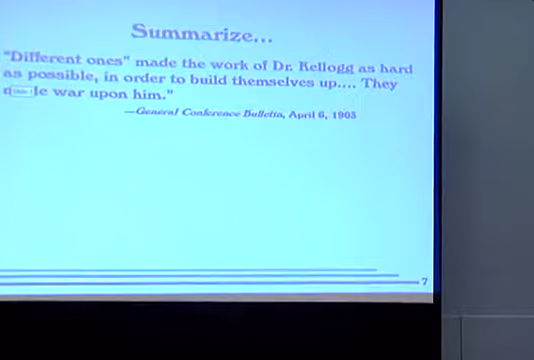 Summarize...
"Different ones" made the work of Dr. Kellogg as hard
as possible, in order to build themselves up.... They
le war upon him."
—General Conference Bulletin, April 6, 1903
7